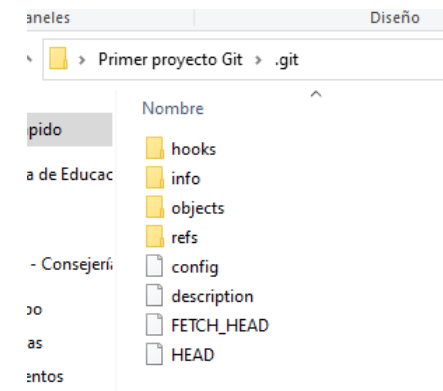 aneles
Diseño
Primer proyecto Git > .git
Nombre
pido
hooks
a de Educac
info
objects
refs
- Consejería
config
po
description
as
FETCH_HEAD
entos
HEAD